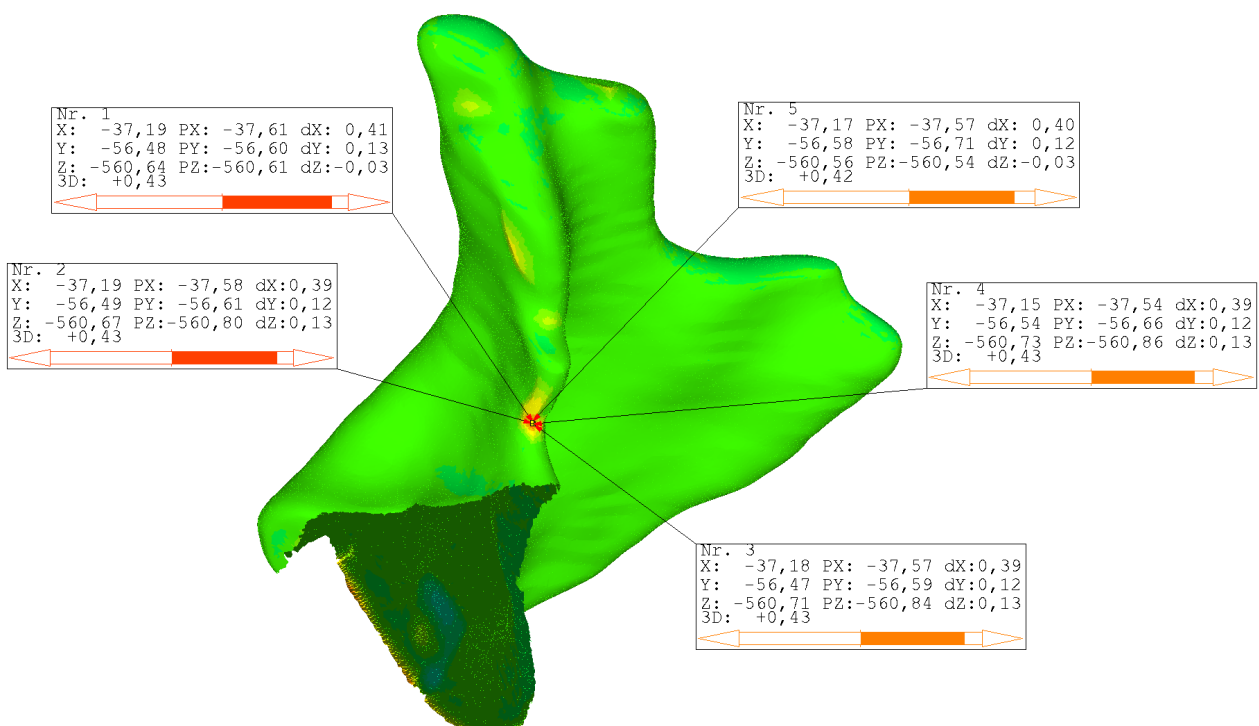 Nr. 1
X: -37,19 PX: -37,61 dX: 0,41
Y: -56,48 PY: -56,60 dY: 0,13
Z: -560,64 PZ:-560,61 dZ:-0,03
3D: +0,43
Nr. 5
X: -37,17 PX: -37,57 dX: 0,40
Y: -56,58 PY: -56,71 dY: 0,12
Z: -560,56 PZ:-560,54 dZ:-0,03
3D: +0,42
Nr. 2
X: -37,19 PX: -37,58 dX:0,39
Y: -56,49 PY: -56,61 dY:0,12
Z: -560,67 PZ:-560,80 dZ:0,13
3D: +0,43
Nr. 4
X: -37,15 PX: -37,54 dX:0,39
Y: -56,54 PY: -56,66 dY:0,12
Z: -560,73 PZ:-560,86 dZ:0,13
3D: +0,43
Nr. 3
X: -37,18 PX: -37,57 dX:0,39
Y: -56,47 PY: -56,59 dY:0,12
Z: -560,71 PZ:-560,84 dZ:0,13
3D: +0,43